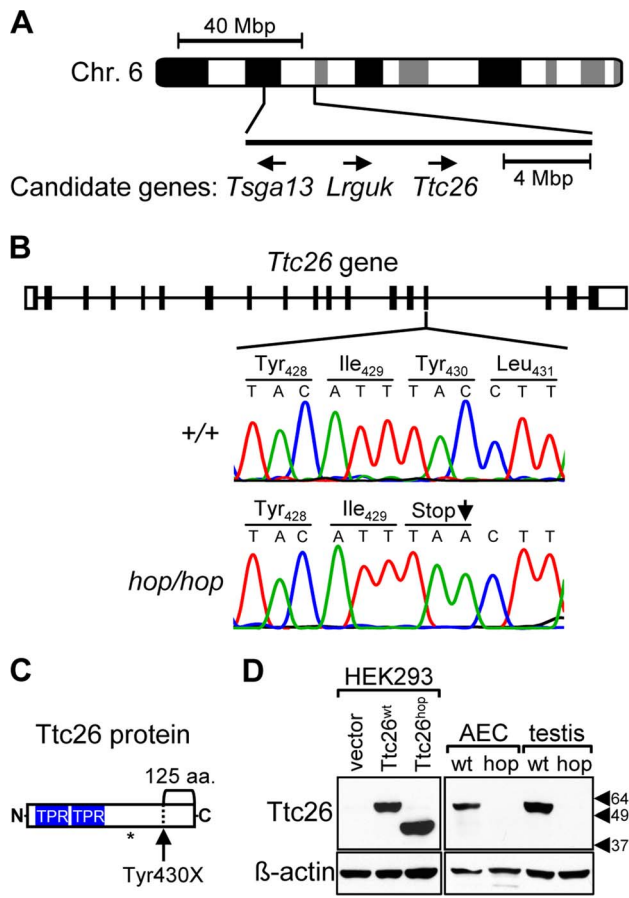 A
40 Mbp
Chr. 6
Candidate genes: Tsga13 Lrguk Ttc26
4 Mbp
B
Ttc26 gene
Tyr428 Ile429 Tyr430 Leu431
T A C A T T T A C C T T
+/+
Tyr428 Ile429 Stop
T A C A T T T A A C T T
hop/hop
C
Ttc26 protein
125 aa.
N TPR TPR C
*
Tyr430X
D
HEK293
vector Ttc26wt Ttc26hop
AEC testis
wt hop wt hop
Ttc26
64
49
37
ß-actin